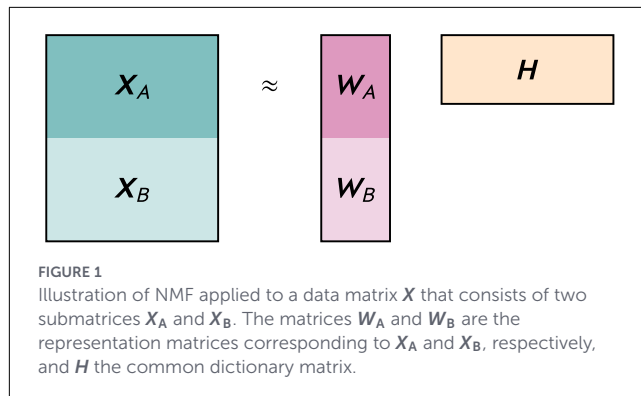 X_A ≈ W_A H
X_B W_B
FIGURE 1
Illustration of NMF applied to a data matrix X that consists of two
submatrices X_A and X_B. The matrices W_A and W_B are the
representation matrices corresponding to X_A and X_B, respectively,
and H the common dictionary matrix.